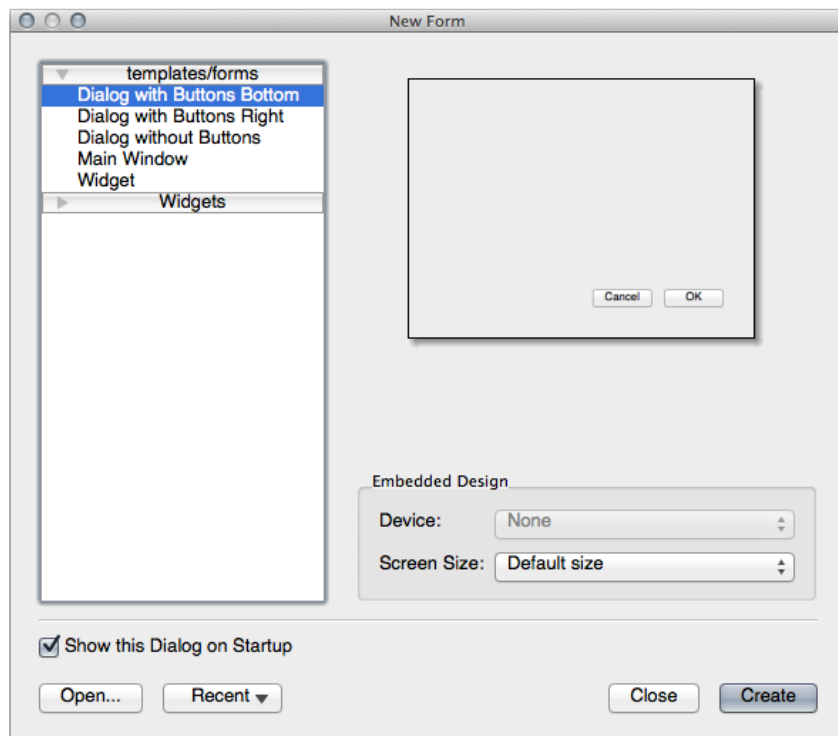 New Form
templates/forms
Dialog with Buttons Bottom
Dialog with Buttons Right
Dialog without Buttons
Main Window
Widget
Widgets
Cancel OK
Embedded Design
Device: None
Screen Size: Default size
Show this Dialog on Startup
Open... Recent Close Create